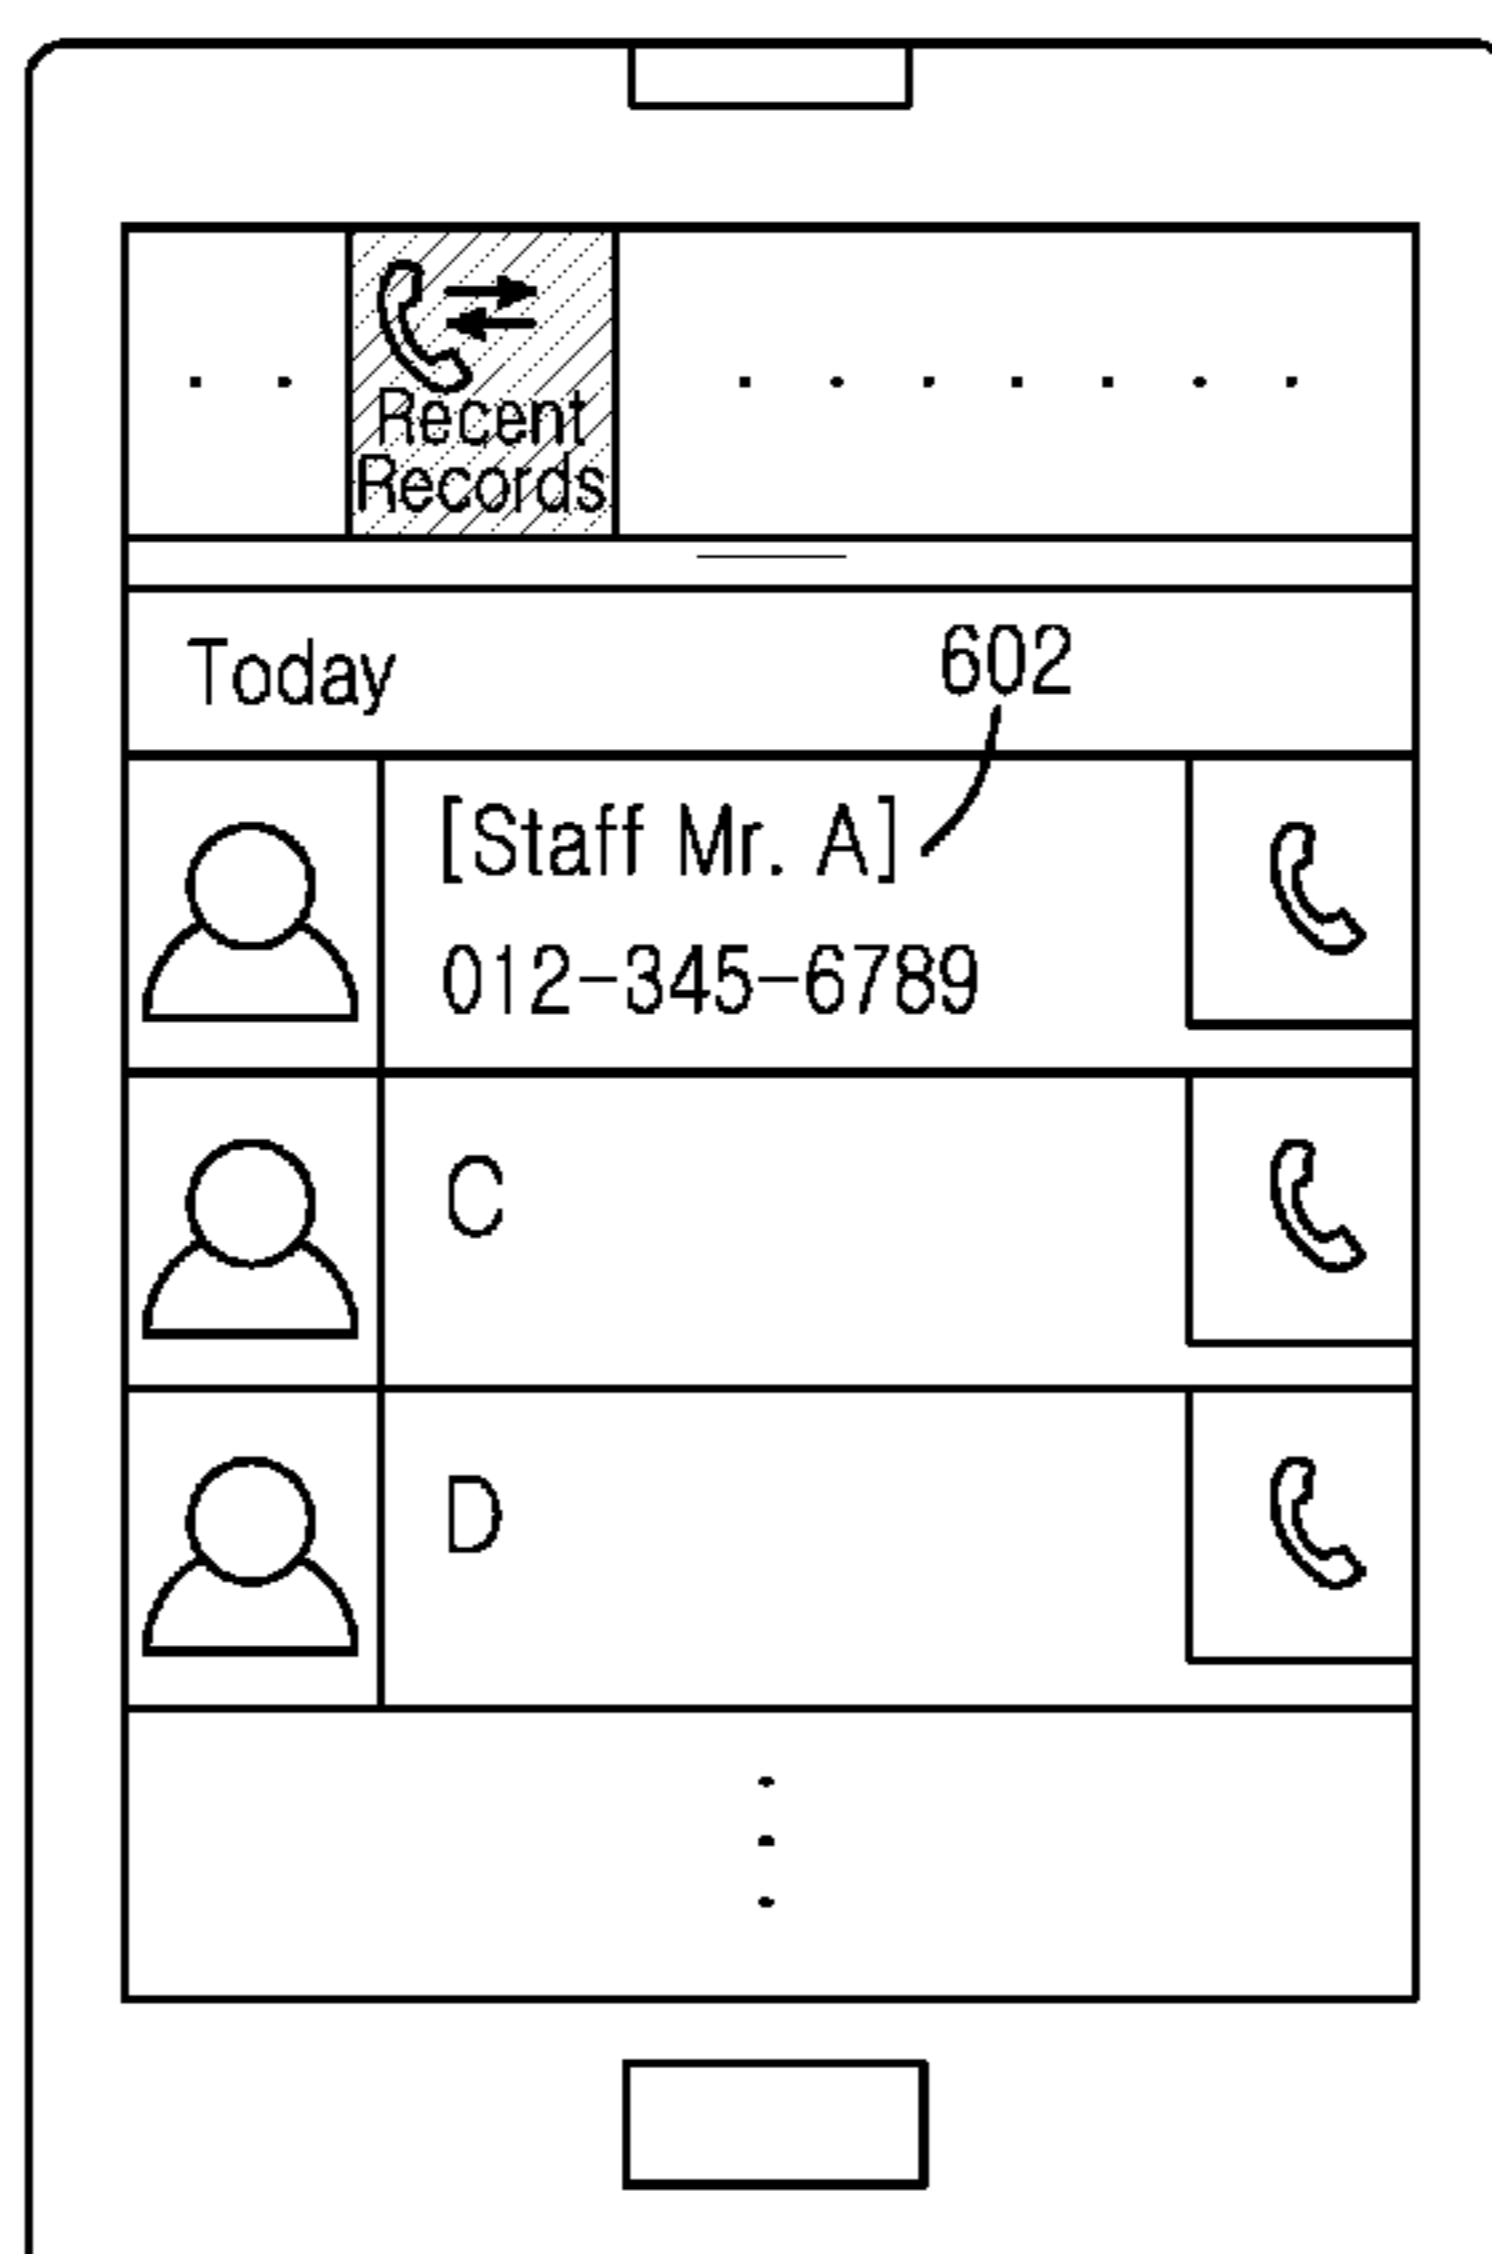 Recent
Records
Today
602
[Staff Mr. A]
012-345-6789
C
D